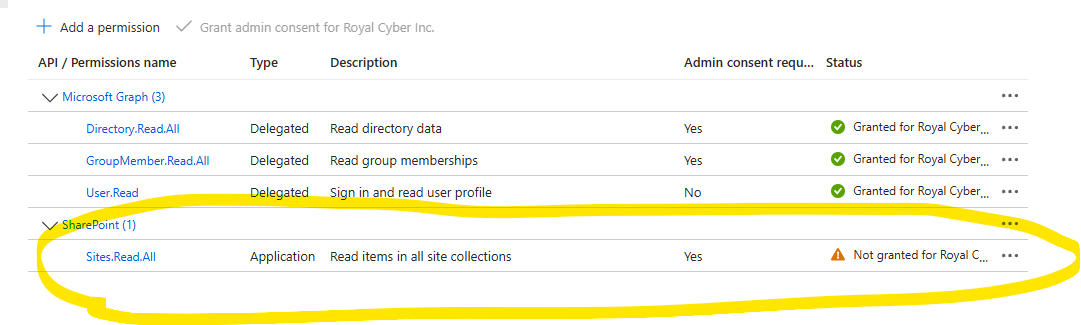 Add a permission Grant admin consent for Royal Cyber Inc.
API / Permissions name Type Description Admin consent requ... Status
Microsoft Graph (3)
Directory.Read.All Delegated Read directory data Yes Granted for Royal Cyber...
GroupMember.Read.All Delegated Read group memberships Yes Granted for Royal Cyber...
User.Read Delegated Sign in and read user profile No Granted for Royal Cyber...
SharePoint (1)
Sites.Read.All Application Read items in all site collections Yes Not granted for Royal C...